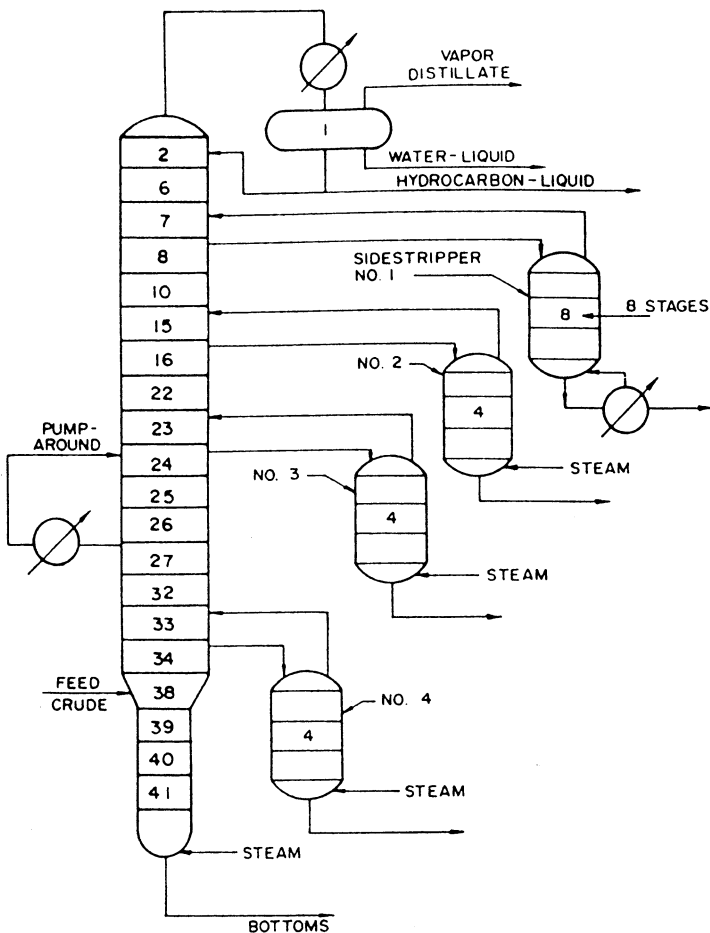 VAPOR
DISTILLATE
1
WATER-LIQUID
HYDROCARBON-LIQUID
2
6
7
8
SIDESTRIPPER
NO. 1
8
8 STAGES
10
15
16
NO. 2
4
22
23
PUMP-
AROUND
24
STEAM
NO. 3
25
4
26
27
STEAM
32
33
34
FEED
CRUDE
38
NO. 4
39
4
40
41
STEAM
STEAM
BOTTOMS